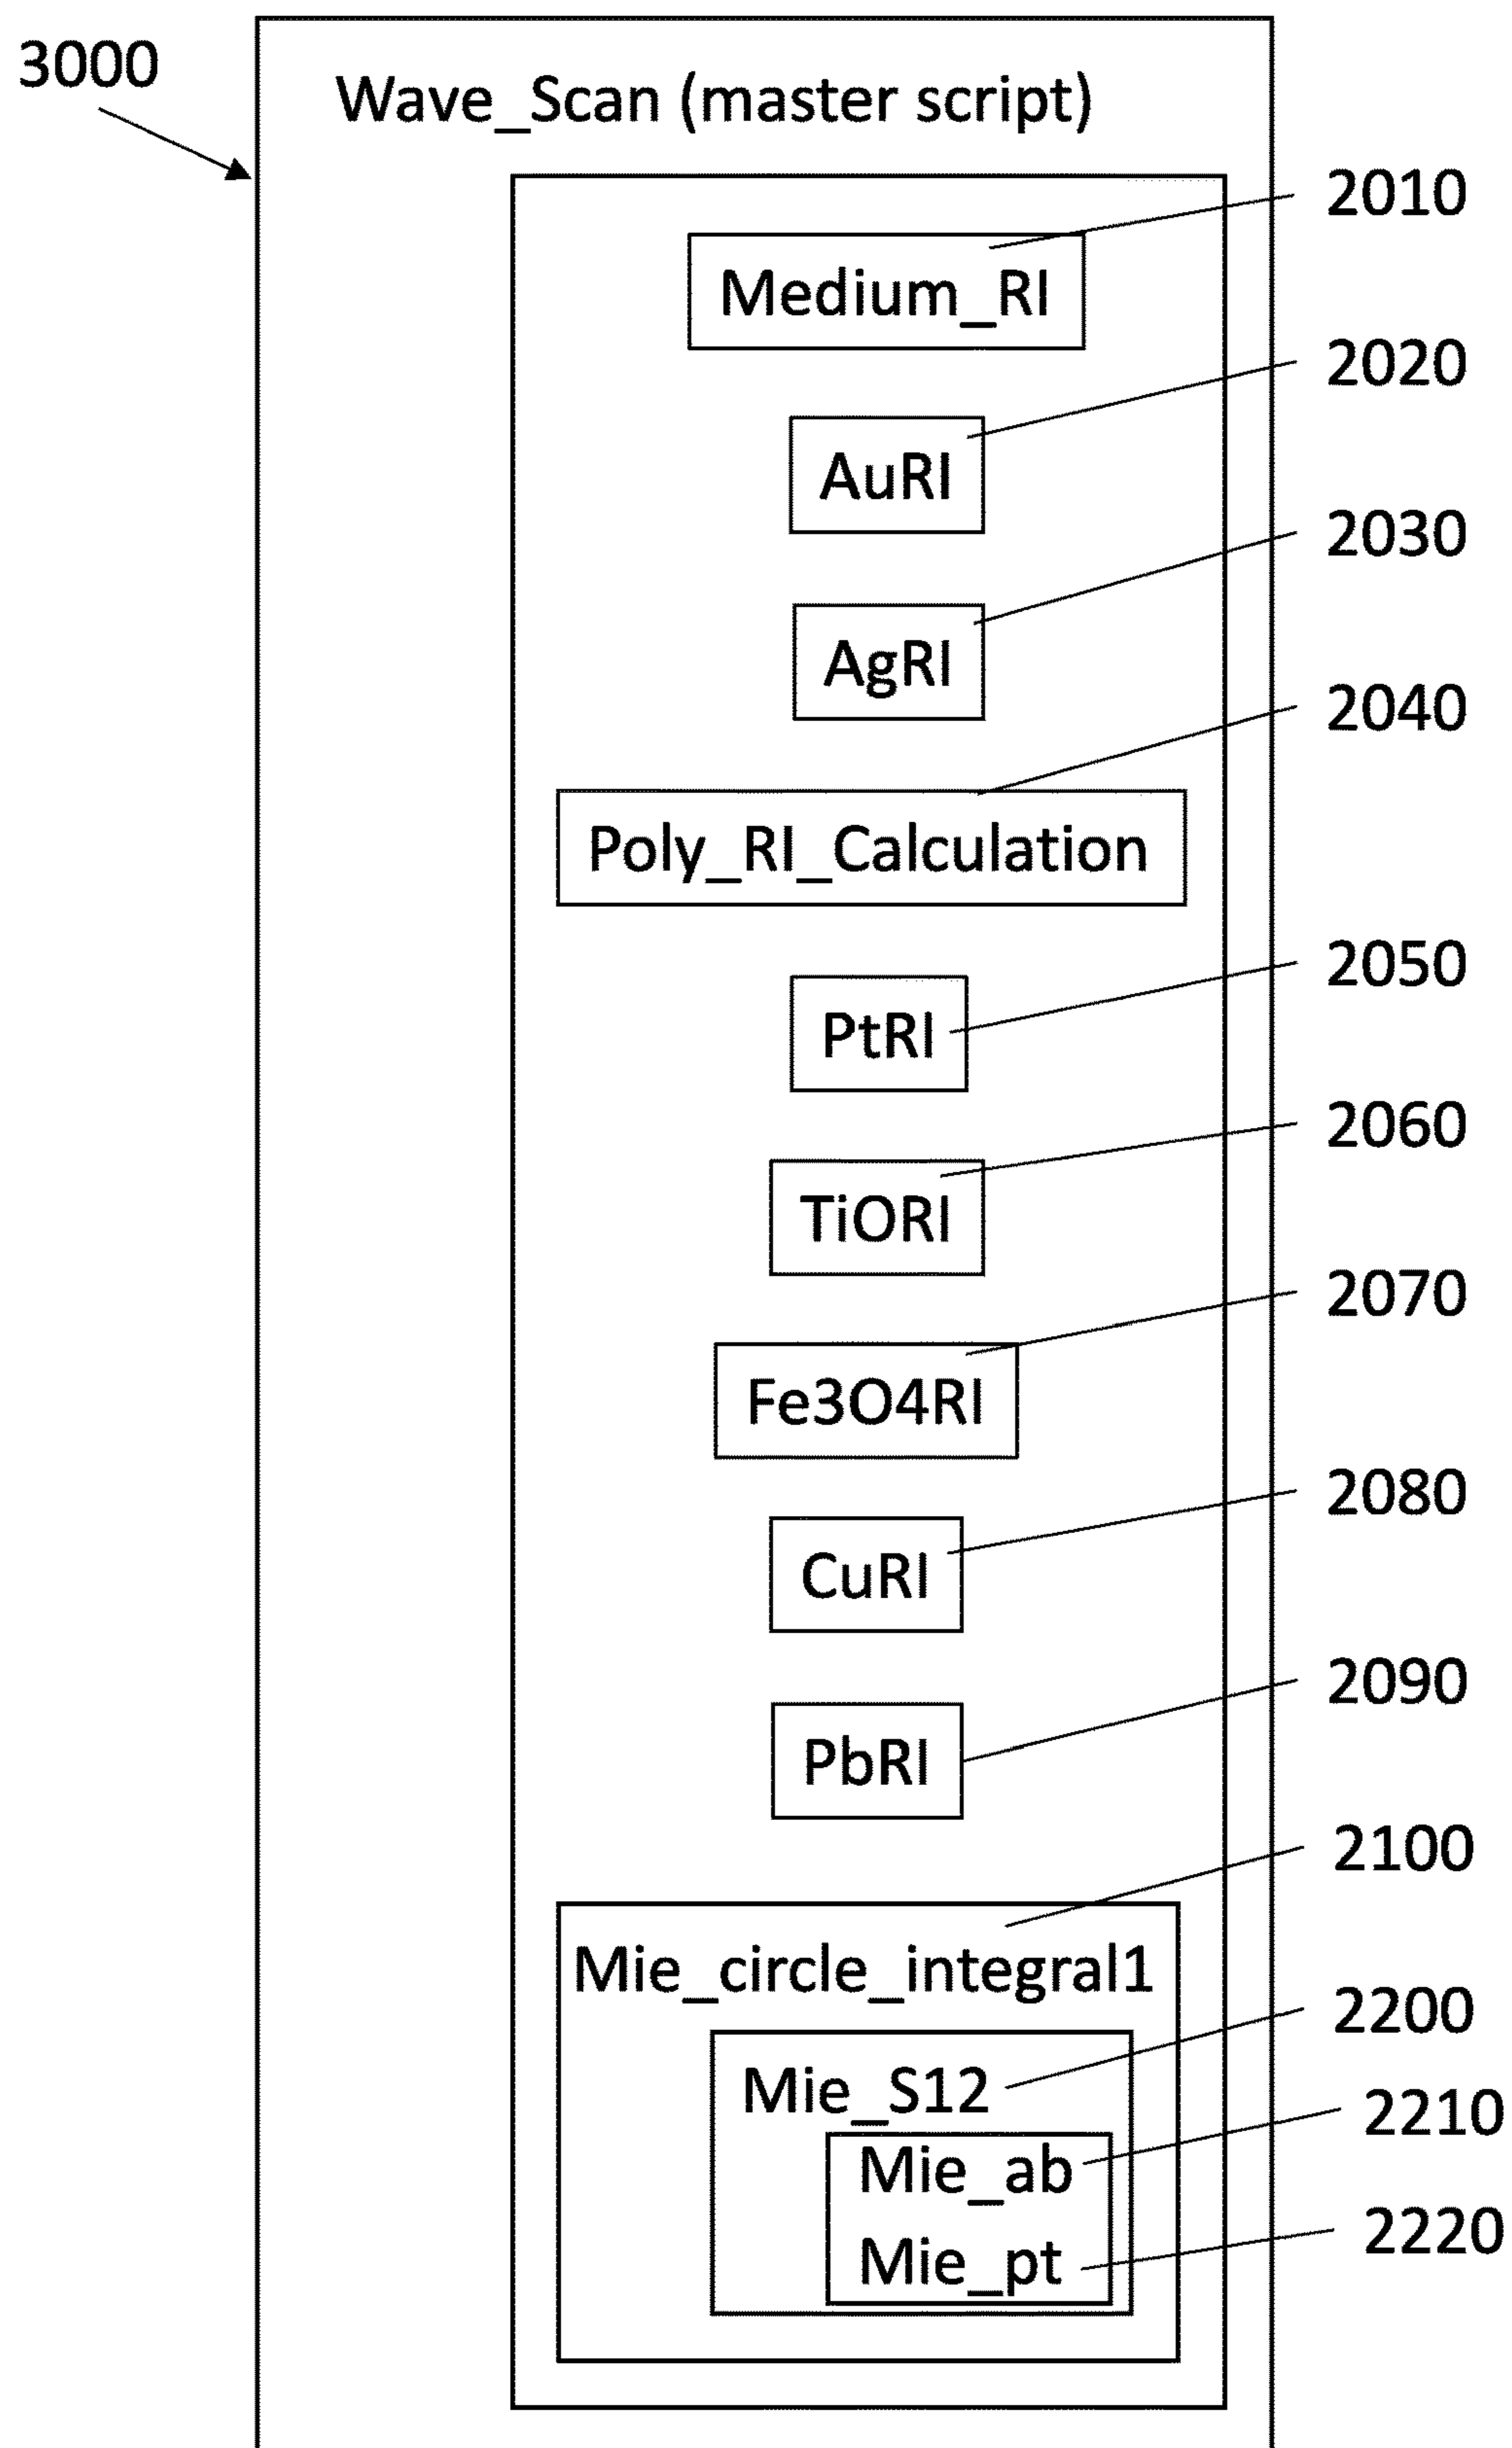 3000
Wave_Scan (master script)
2010
Medium_RI
2020
AuRI
2030
AgRI
2040
Poly_RI_Calculation
2050
PtRI
2060
TiORI
2070
Fe3O4RI
2080
CuRI
2090
PbRI
2100
Mie_circle_integral1
2200
Mie_S12
2210
Mie_ab
2220
Mie_pt